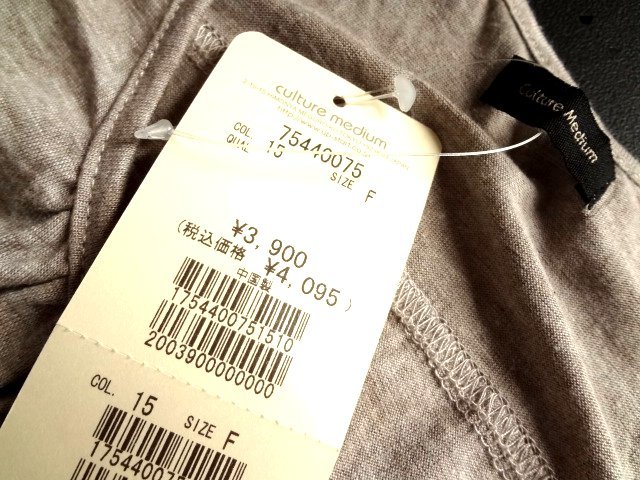 culture medium
75440075
COL. 15 SIZE F
QUAL
¥3,900
(税込価格 ¥4,095)
中国製
1754400751510
2003900000000
COL. 15 SIZE F
Culture Medium